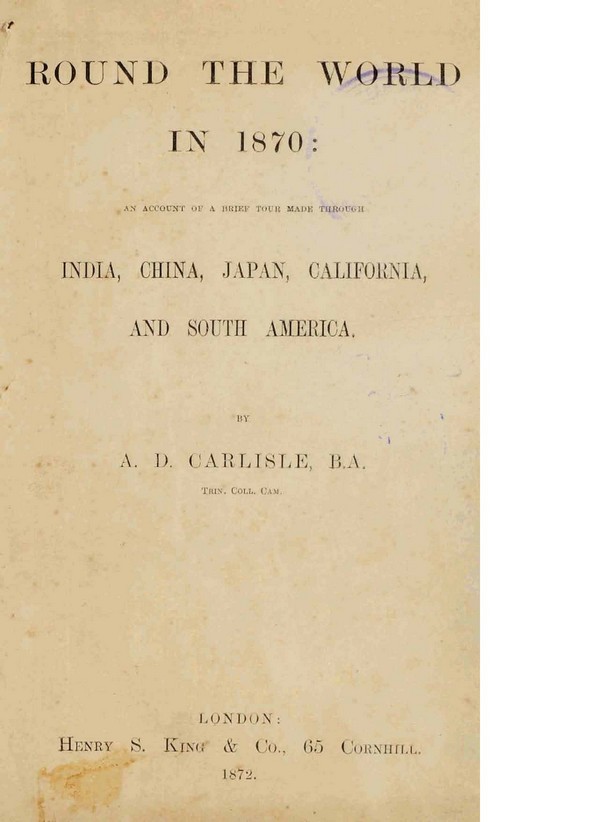 ROUND THE WORLD
IN 1870:
AN ACCOUNT OF A BRIEF TOUR MADE THROUGH
INDIA, CHINA, JAPAN, CALIFORNIA,
AND SOUTH AMERICA.
BY
A. D. CARLISLE, B.A.
TRIN. COLL. CAM.
LONDON:
HENRY S. KING & CO., 65 CORNHILL.
1872.